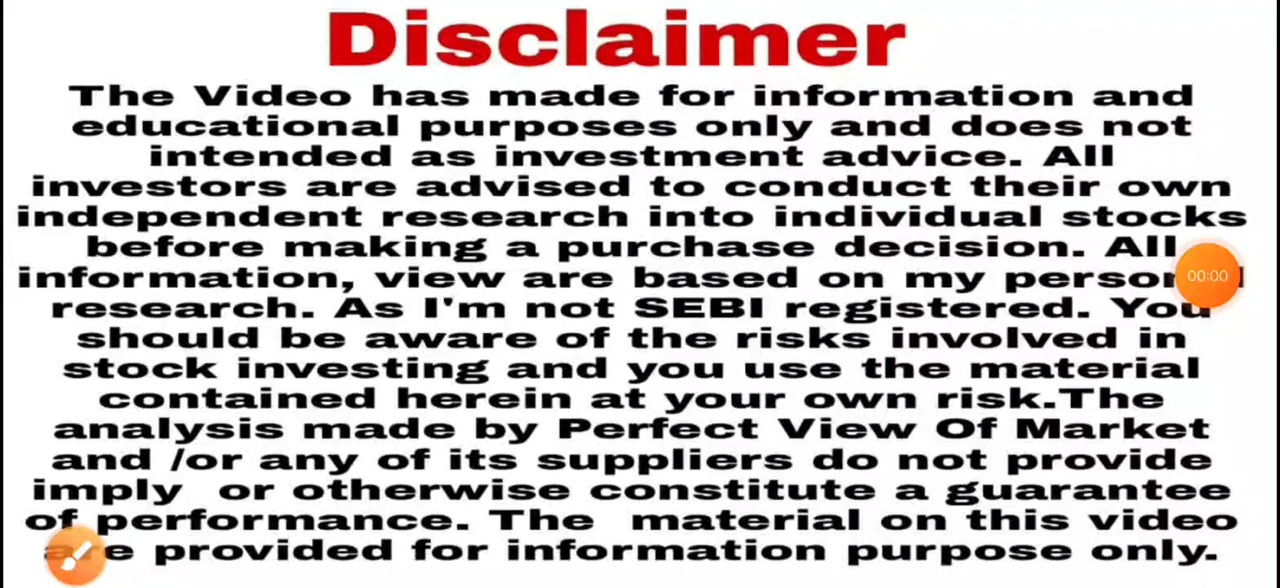 Disclaimer
The Video has made for information and
educational purposes only and does not
intended as investment advice. All
investors are advised to conduct their own
independent research into individual stocks
before making a purchase decision. All
information, view are based on my personal
research. As I'm not SEBI registered. You
should be aware of the risks involved in
stock investing and you use the material
contained herein at your own risk.The
analysis made by Perfect View Of Market
and /or any of its suppliers do not provide
imply or otherwise constitute a guarantee
of performance. The material on this video
are provided for information purpose only.
00:00